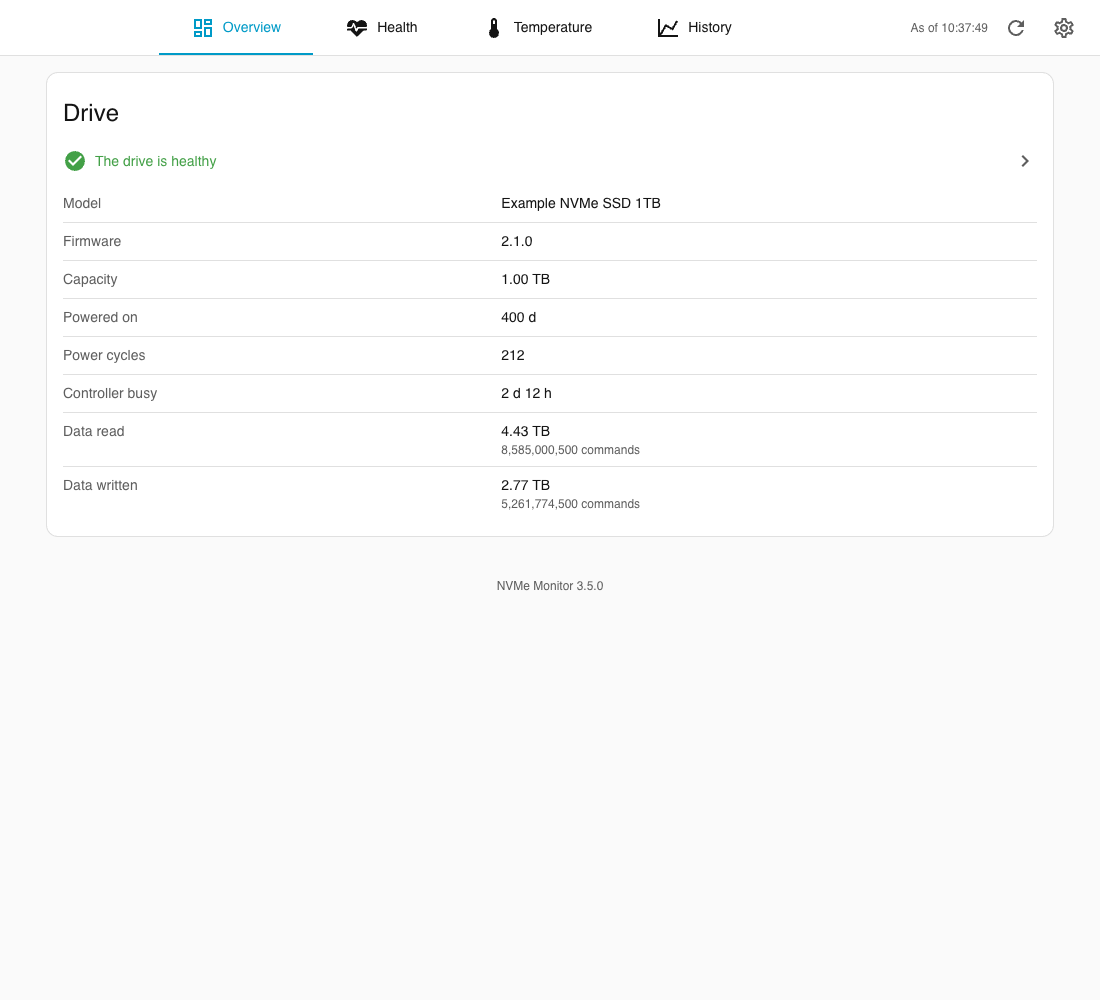 Overview
Health
Temperature
History
As of 10:37:49
Drive
The drive is healthy
Model
Example NVMe SSD 1TB
Firmware
2.1.0
Capacity
1.00 TB
Powered on
400 d
Power cycles
212
Controller busy
2 d 12 h
Data read
4.43 TB
8,585,000,500 commands
Data written
2.77 TB
5,261,774,500 commands
NVMe Monitor 3.5.0